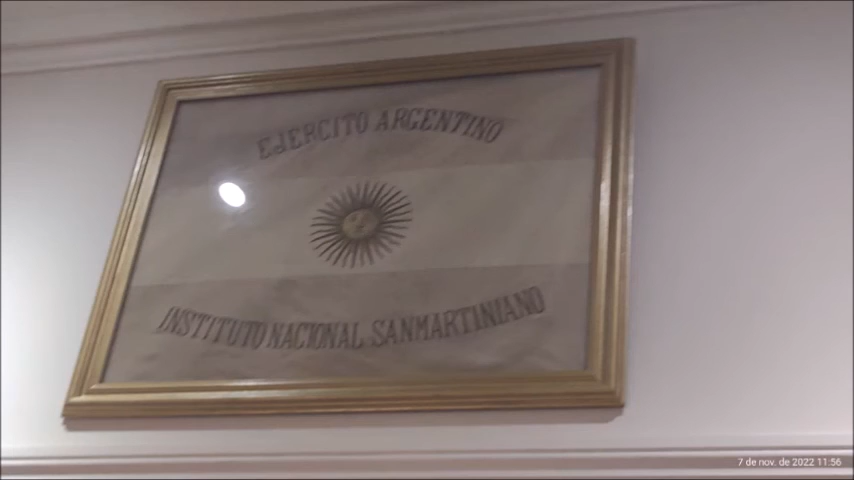 EJERCITO ARGENTINO
INSTITUTO NACIONAL SANMARTINIANO
7 de nov. de 2022 11:56